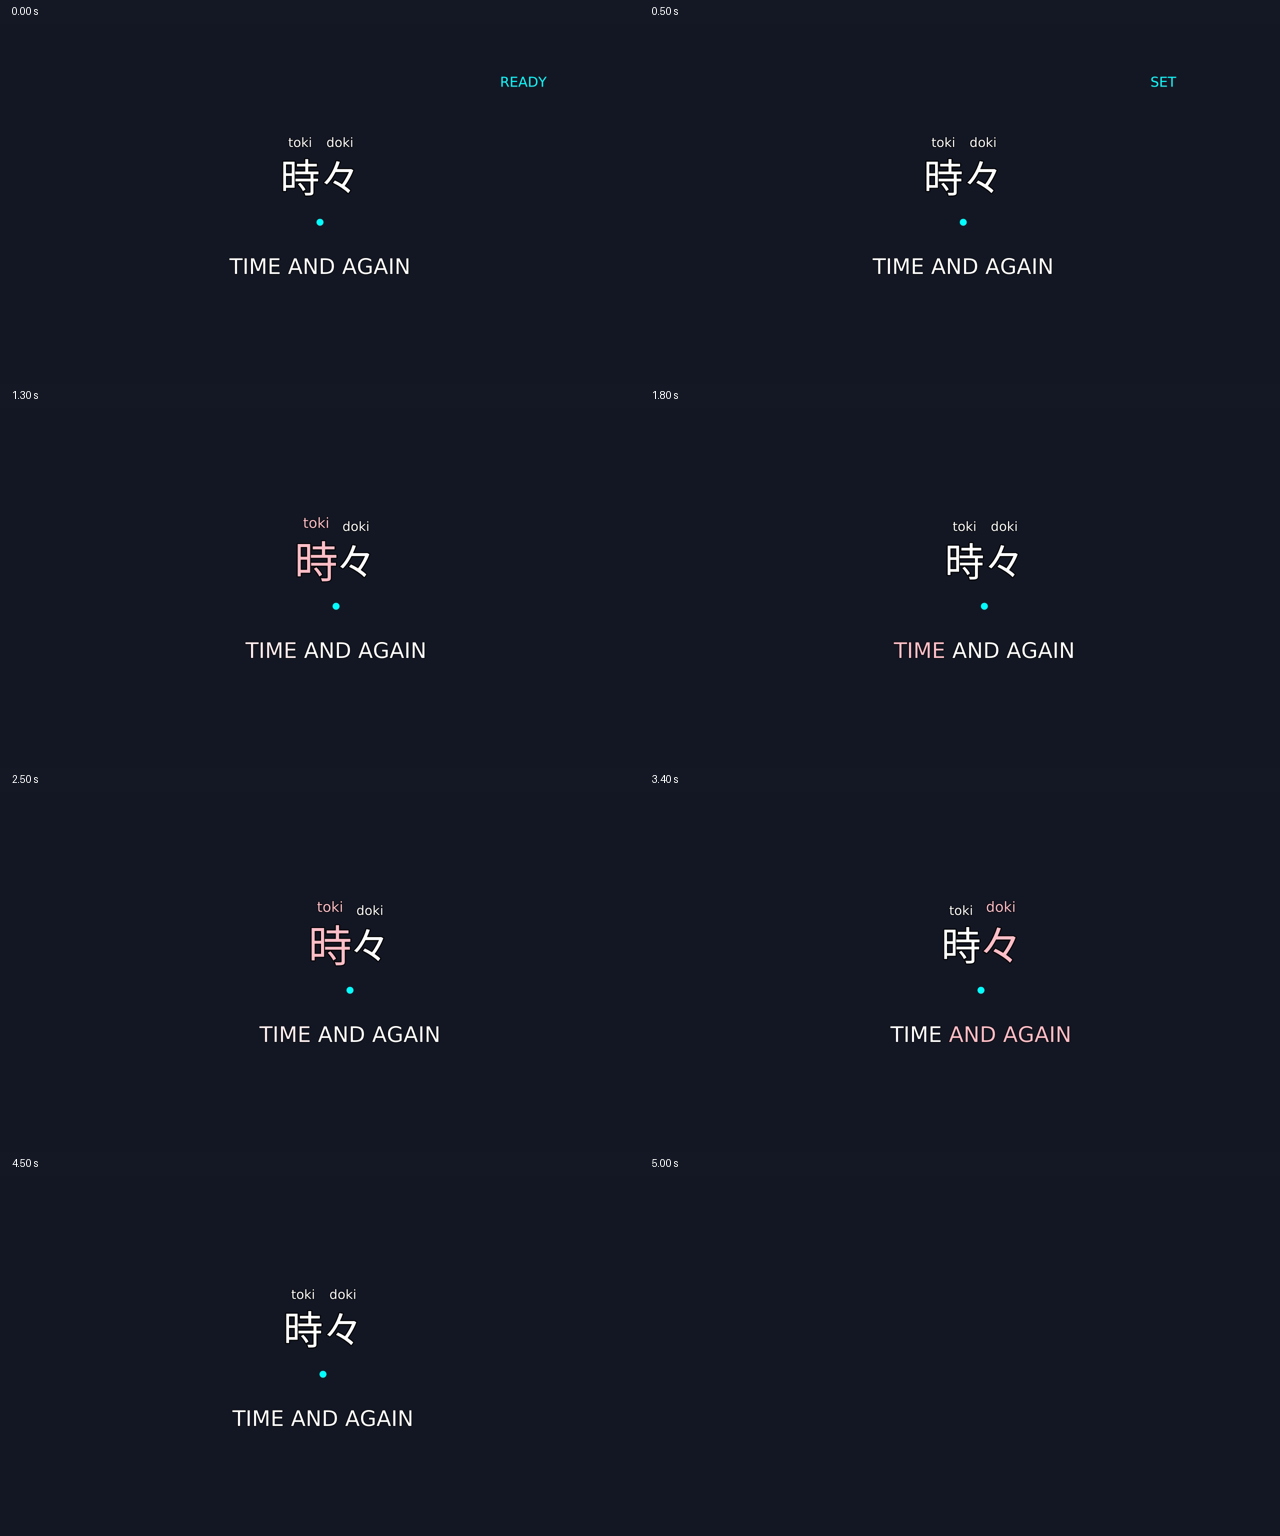 0.00 s
READY
toki doki
時々
TIME AND AGAIN
0.50 s
SET
toki doki
時々
TIME AND AGAIN
1.30 s
toki doki
時々
TIME AND AGAIN
1.80 s
toki doki
時々
TIME AND AGAIN
2.50 s
toki doki
時々
TIME AND AGAIN
3.40 s
toki doki
時々
TIME AND AGAIN
4.50 s
toki doki
時々
TIME AND AGAIN
5.00 s